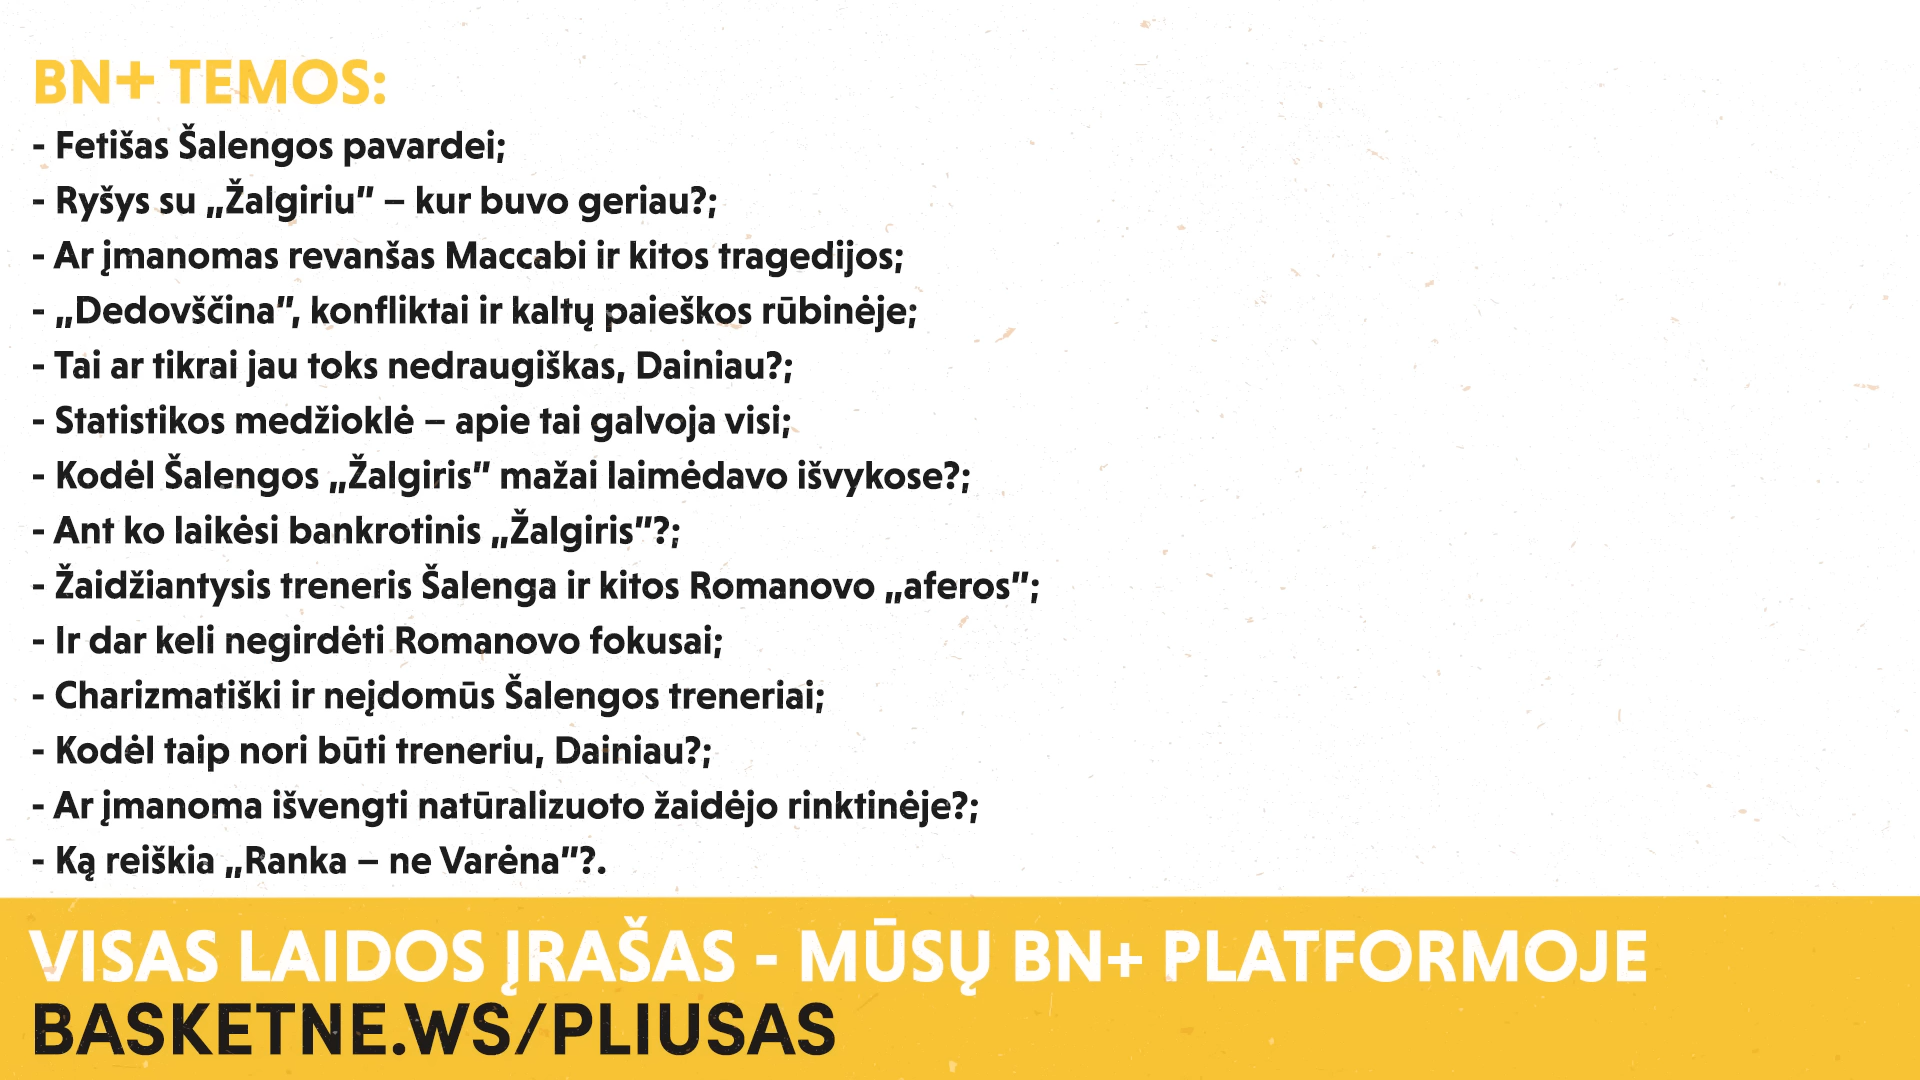 BN+ TEMOS:
- Fetišas Šalengos pavardei;
- Ryšys su „Žalgiriu” – kur buvo geriau?;
- Ar įmanomas revanšas Maccabi ir kitos tragedijos;
- „Dedovščina”, konfliktai ir kaltų paieškos rūbinėje;
- Tai ar tikrai jau toks nedraugiškas, Dainiau?;
- Statistikos medžioklė – apie tai galvoja visi;
- Kodėl Šalengos „Žalgiris” mažai laimėdavo išvykose?;
- Ant ko laikėsi bankrotinis „Žalgiris”?;
- Žaidžiantysis treneris Šalenga ir kitos Romanovo „aferos”;
- Ir dar keli negirdėti Romanovo fokusai;
- Charizmatiški ir neįdomūs Šalengos treneriai;
- Kodėl taip nori būti treneriu, Dainiau?;
- Ar įmanoma išvengti natūralizuoto žaidėjo rinktinėje?;
- Ką reiškia „Ranka – ne Varėna”?.
VISAS LAIDOS ĮRAŠAS - MŪSŲ BN+ PLATFORMOJE
BASKETNE.WS/PLIUSAS